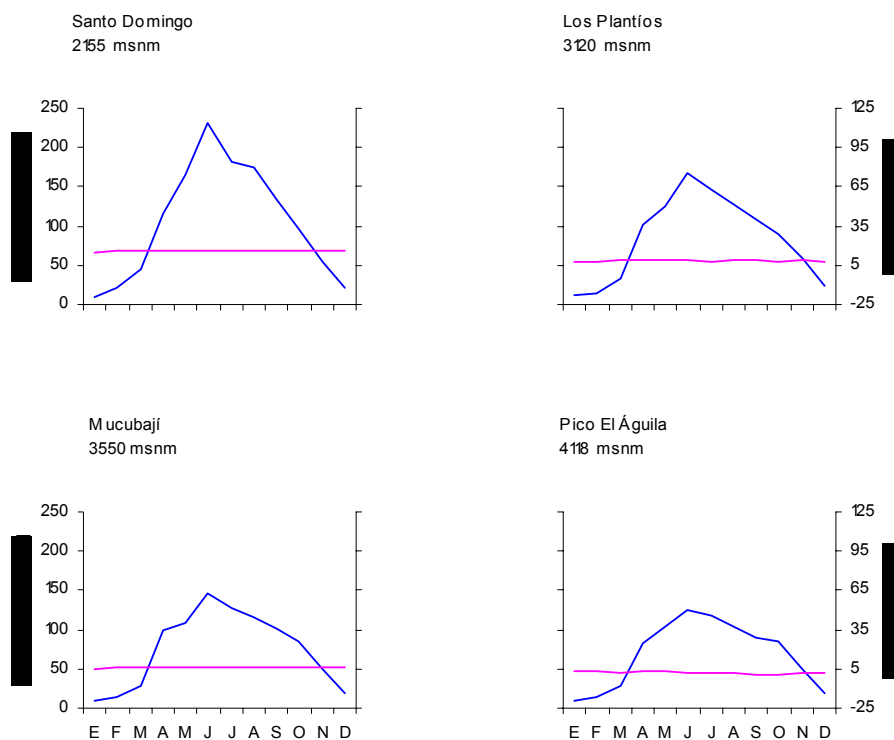 Santo Domingo
2155 msnm
Los Plantíos
3120 msnm
250
200
150
100
50
0
125
95
65
35
5
-25
Mucubají
3550 msnm
Pico El Águila
4118 msnm
250
200
150
100
50
0
E F M A M J J A S O N D
125
95
65
35
5
-25
E F M A M J J A S O N D